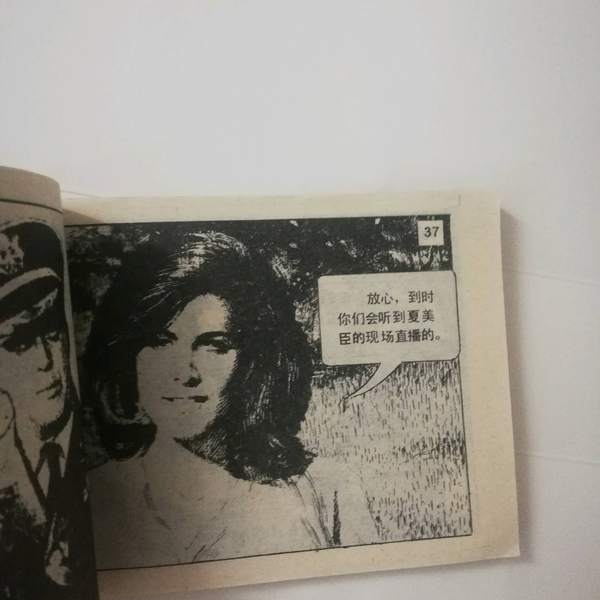 37
放心，到时
你们会听到夏美
臣的现场直播的。